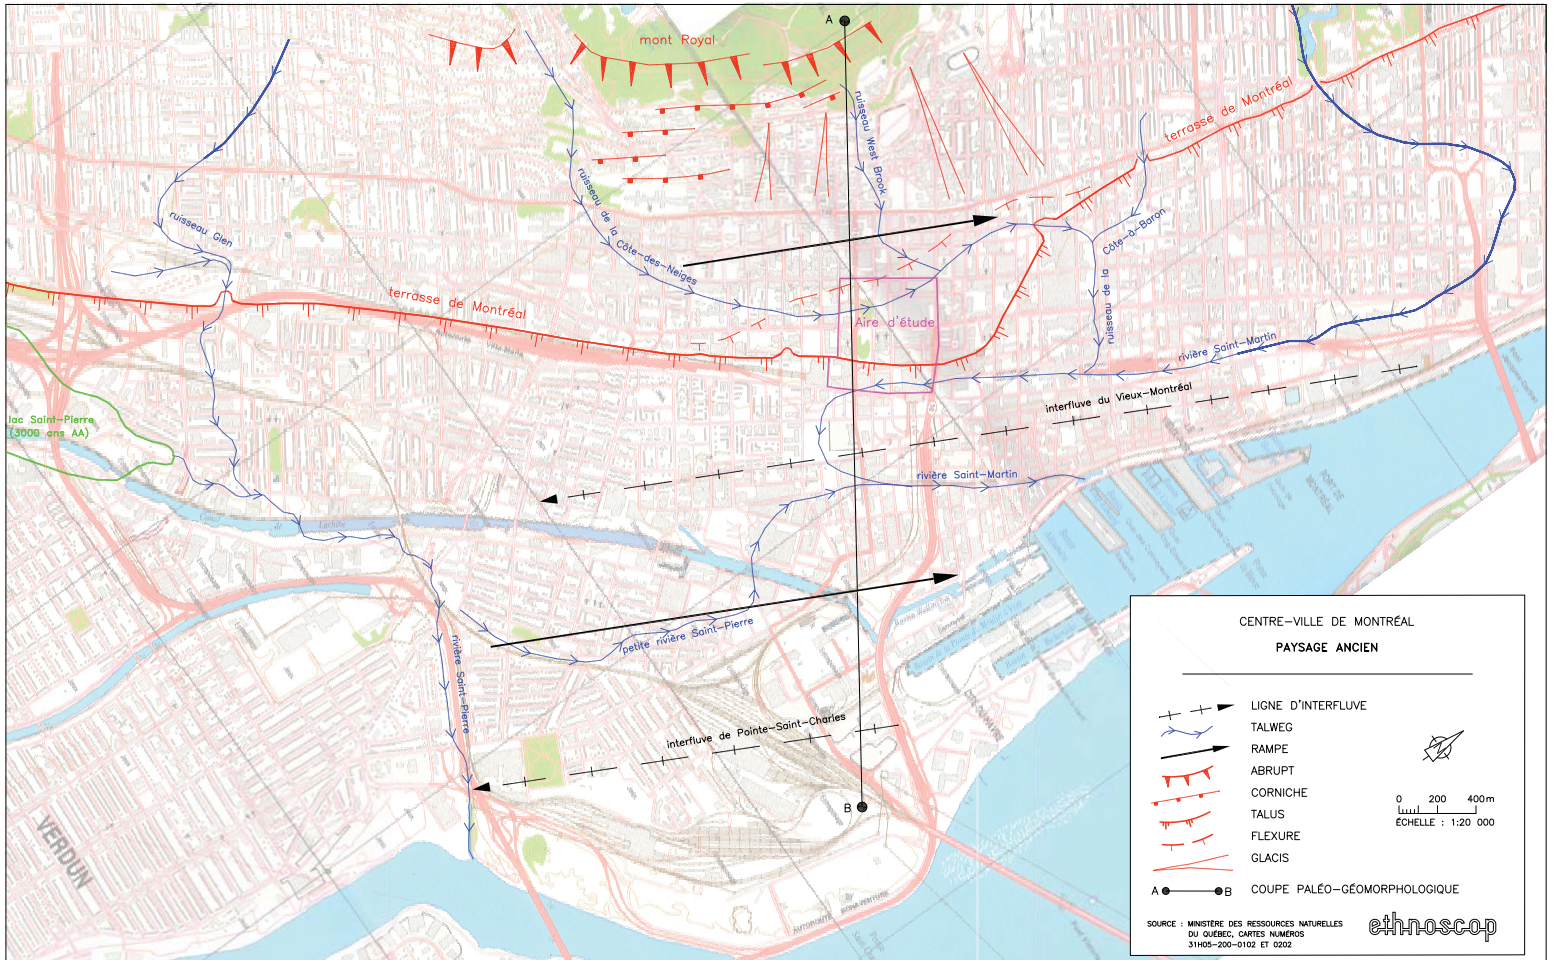 A
mont Royal
ruisseau West Brook
terrasse de Montréal
ruisseau de la Côte-des-Neiges
ruisseau Glen
ruisseau de la Côte-à-Baron
terrasse de Montréal
Aire d'étude
rivière Saint-Martin
interfluve du Vieux-Montréal
lac Saint-Pierre
(3000 ans AA)
rivière Saint-Martin
petite rivière Saint-Pierre
rivière Saint-Pierre
interfluve de Pointe-Saint-Charles
B
VERDUN
AUTOROUTE BONAVENTURE
CENTRE-VILLE DE MONTRÉAL
PAYSAGE ANCIEN
LIGNE D'INTERFLUVE
TALWEG
RAMPE
ABRUPT
CORNICHE
TALUS
FLEXURE
GLACIS
A B COUPE PALÉO-GÉOMORPHOLOGIQUE
0 200 400m
ÉCHELLE : 1:20 000
SOURCE : MINISTÈRE DES RESSOURCES NATURELLES
DU QUÉBEC, CARTES NUMÉROS
31H05-200-0102 ET 0202
ethnoscop